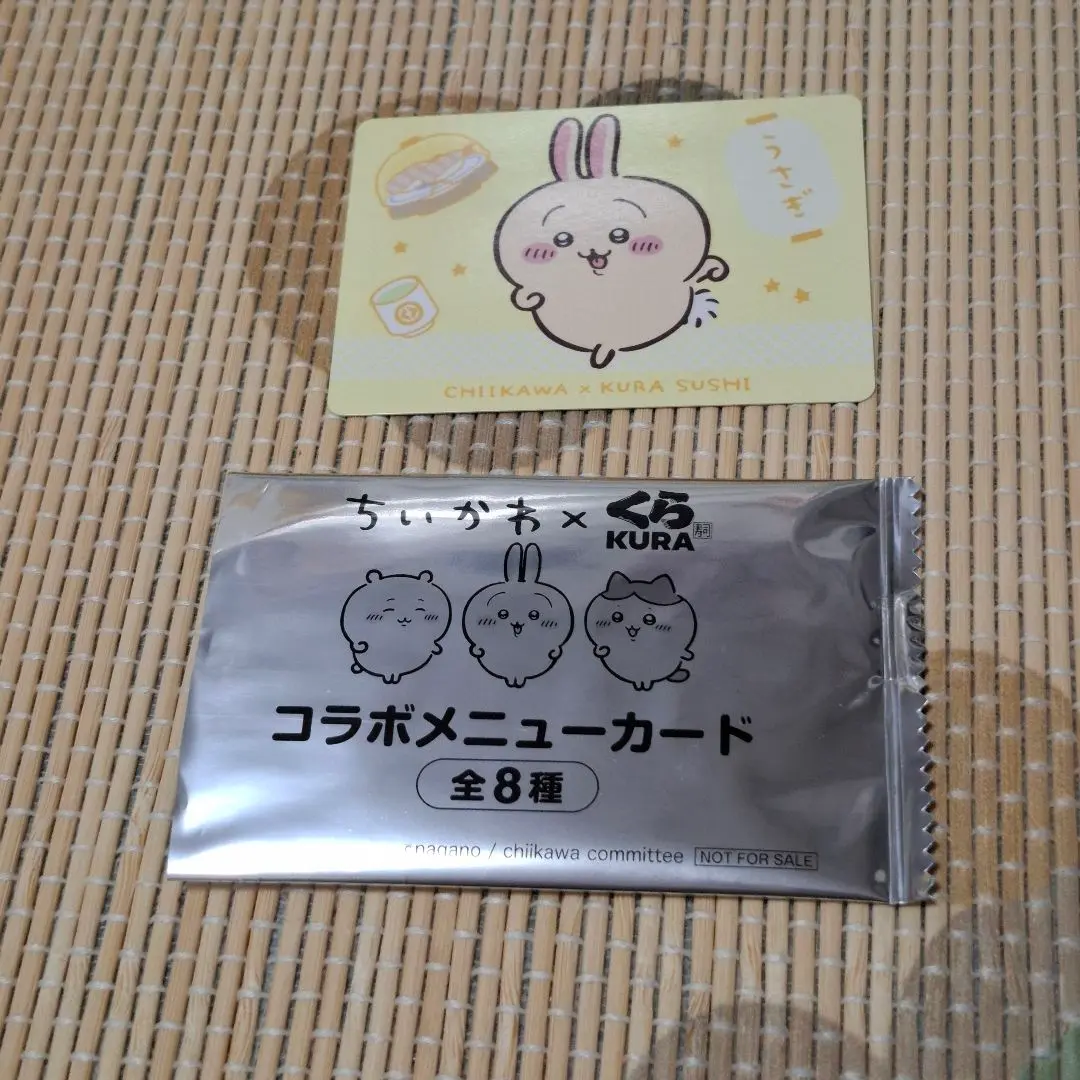 うさぎ
CHIIKAWA × KURA SUSHI
ちいかわ×くら
KURA
コラボメニューカード
全8種
©nagano / chiikawa committee NOT FOR SALE